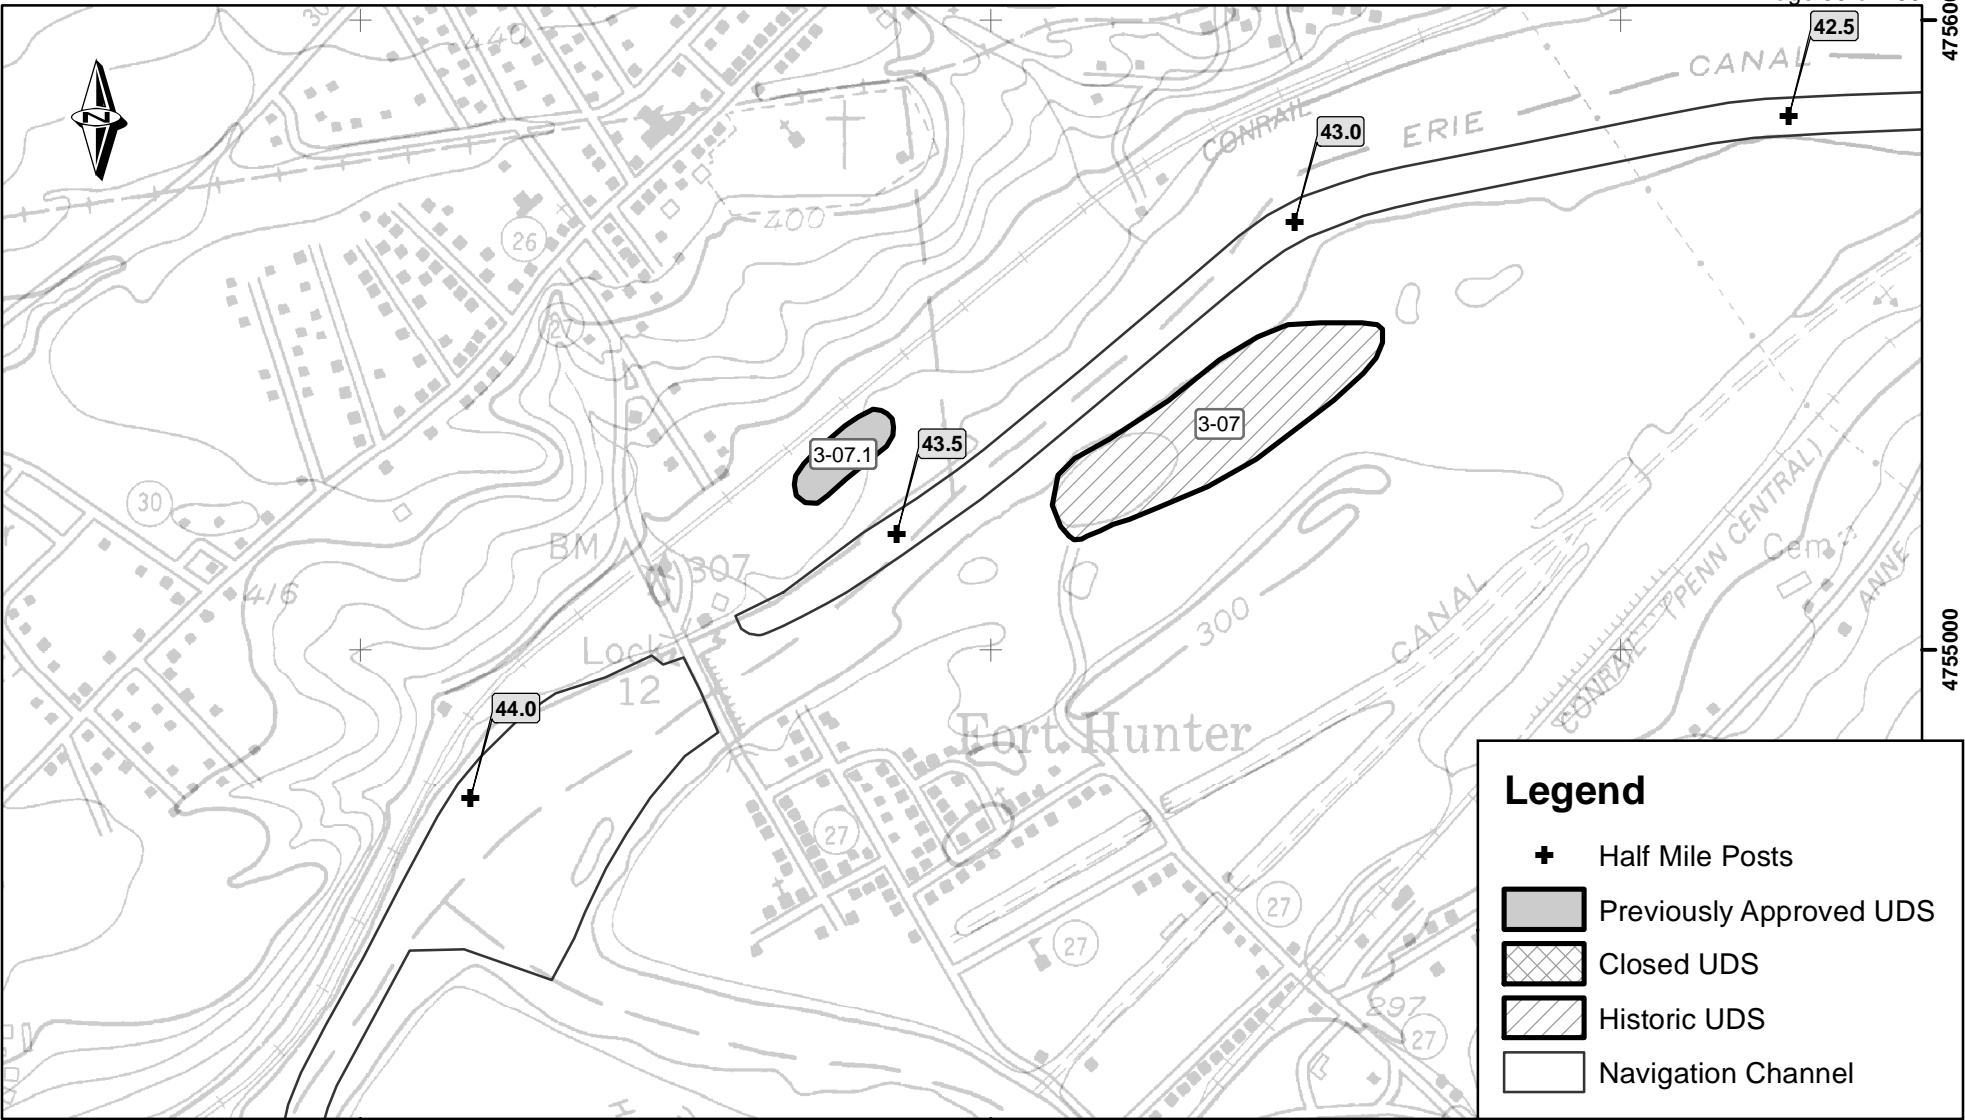 42.5
440
CANAL
CONRAIL
ERIE
43.0
N
400
26
27
3-07
3-07.1
43.5
30
BM
307
416
300
CANAL
CONRAIL (PENN CENTRAL)
Cem
ANNE
Lock
12
44.0
Fort Hunter
27
27
27
297
27
4755000
Legend
Half Mile Posts
Previously Approved UDS
Closed UDS
Historic UDS
Navigation Channel